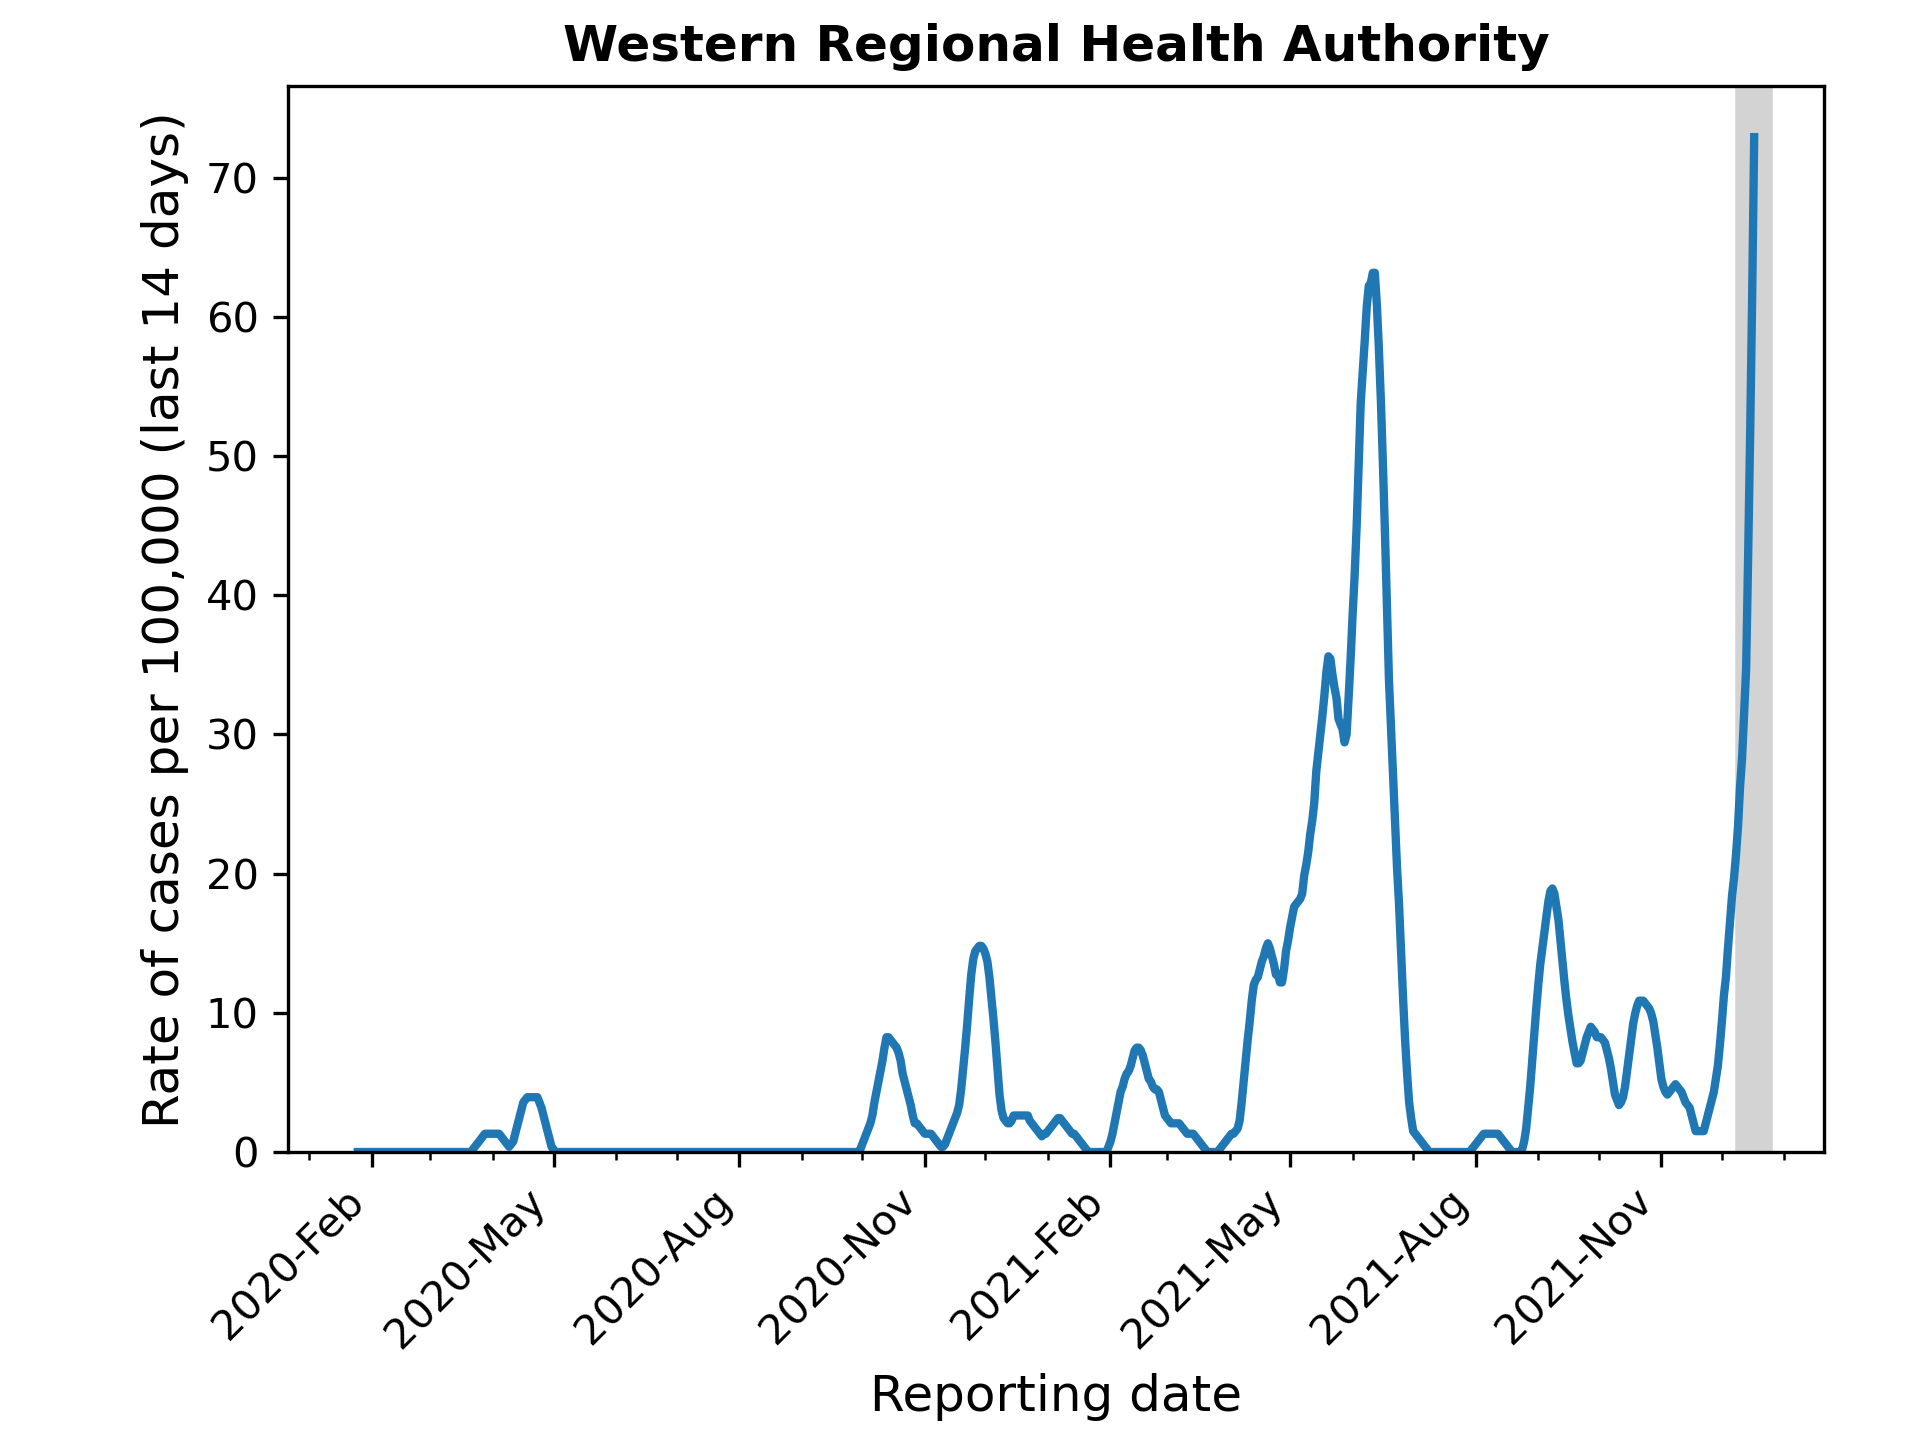 Western Regional Health Authority
Rate of cases per 100,000 (last 14 days)
70
60
50
40
30
20
10
0
2020-Feb
2020-May
2020-Aug
2020-Nov
2021-Feb
2021-May
2021-Aug
2021-Nov
Reporting date